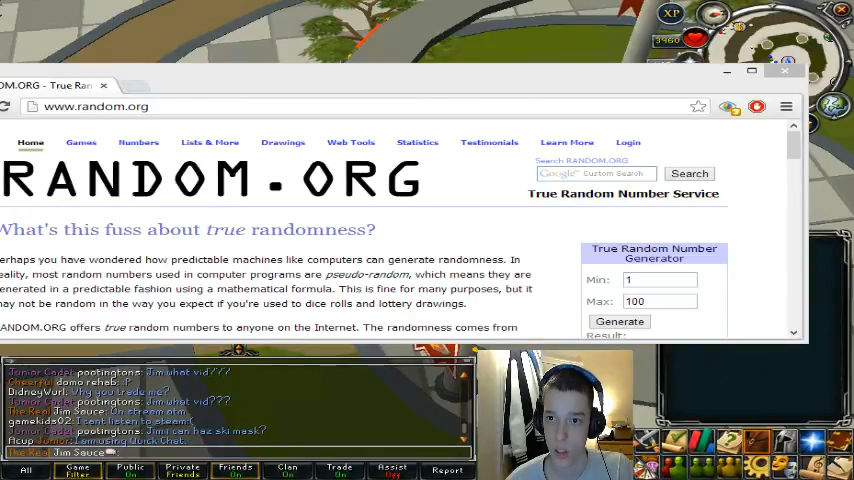 XP
3960
DOM.ORG - True Ran
www.random.org
Home Games Numbers Lists & More Drawings Web Tools Statistics Testimonials Learn More Login
Search RANDOM.ORG
RANDOM.ORG
Google™ Custom Search Search
True Random Number Service
What's this fuss about true randomness?
erhaps you have wondered how predictable machines like computers can generate randomness. In
eality, most random numbers used in computer programs are pseudo-random, which means they are
enerated in a predictable fashion using a mathematical formula. This is fine for many purposes, but it
may not be random in the way you expect if you're used to dice rolls and lottery drawings.
ANDOM.ORG offers true random numbers to anyone on the Internet. The randomness comes from
True Random Number
Generator
Min: 1
Max: 100
Generate
Result:
Junior Cadet pootingtons: Jim what vid???
Cheerful domo rehab: :P
DidneyWurl: Why you trade me?
Junior Cadet pootingtons: Jim what vid???
The Real Jim Sauce: On stream atm
gamekids02: I cant listen to steam:(
Junior Cadet pootingtons: Jim i can haz ski mask?
Acup Junior: I am using Quick Chat.
The Real Jim Sauce:
All Game Filter Public On Private Friends Friends On Clan On Trade On Assist Off Report